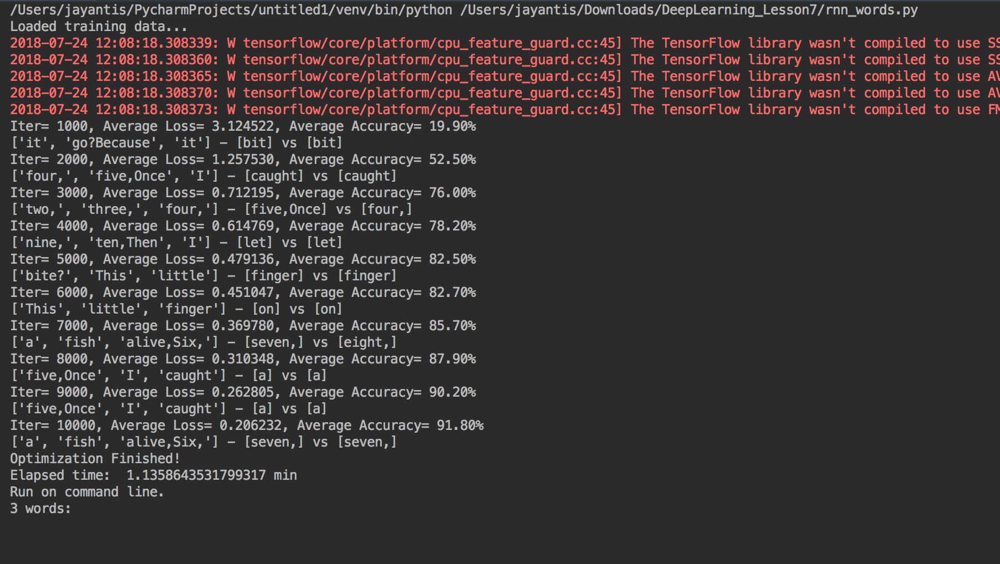 /Users/jayantis/PycharmProjects/untitled1/venv/bin/python /Users/jayantis/Downloads/DeepLearning_Lesson7/rnn_words.py
Loaded training data...
2018-07-24 12:08:18.308339: W tensorflow/core/platform/cpu_feature_guard.cc:45] The TensorFlow library wasn't compiled to use SS
2018-07-24 12:08:18.308360: W tensorflow/core/platform/cpu_feature_guard.cc:45] The TensorFlow library wasn't compiled to use SS
2018-07-24 12:08:18.308365: W tensorflow/core/platform/cpu_feature_guard.cc:45] The TensorFlow library wasn't compiled to use AV
2018-07-24 12:08:18.308370: W tensorflow/core/platform/cpu_feature_guard.cc:45] The TensorFlow library wasn't compiled to use AV
2018-07-24 12:08:18.308373: W tensorflow/core/platform/cpu_feature_guard.cc:45] The TensorFlow library wasn't compiled to use FM
Iter= 1000, Average Loss= 3.124522, Average Accuracy= 19.90%
['it', 'go?Because', 'it'] - [bit] vs [bit]
Iter= 2000, Average Loss= 1.257530, Average Accuracy= 52.50%
['four,', 'five,Once', 'I'] - [caught] vs [caught]
Iter= 3000, Average Loss= 0.712195, Average Accuracy= 76.00%
['two,', 'three,', 'four,'] - [five,Once] vs [four,]
Iter= 4000, Average Loss= 0.614769, Average Accuracy= 78.20%
['nine,', 'ten,Then', 'I'] - [let] vs [let]
Iter= 5000, Average Loss= 0.479136, Average Accuracy= 82.50%
['bite?', 'This', 'little'] - [finger] vs [finger]
Iter= 6000, Average Loss= 0.451047, Average Accuracy= 82.70%
['This', 'little', 'finger'] - [on] vs [on]
Iter= 7000, Average Loss= 0.369780, Average Accuracy= 85.70%
['a', 'fish', 'alive,Six,'] - [seven,] vs [eight,]
Iter= 8000, Average Loss= 0.310348, Average Accuracy= 87.90%
['five,Once', 'I', 'caught'] - [a] vs [a]
Iter= 9000, Average Loss= 0.262805, Average Accuracy= 90.20%
['five,Once', 'I', 'caught'] - [a] vs [a]
Iter= 10000, Average Loss= 0.206232, Average Accuracy= 91.80%
['a', 'fish', 'alive,Six,'] - [seven,] vs [seven,]
Optimization Finished!
Elapsed time:  1.1358643531799317 min
Run on command line.
3 words: